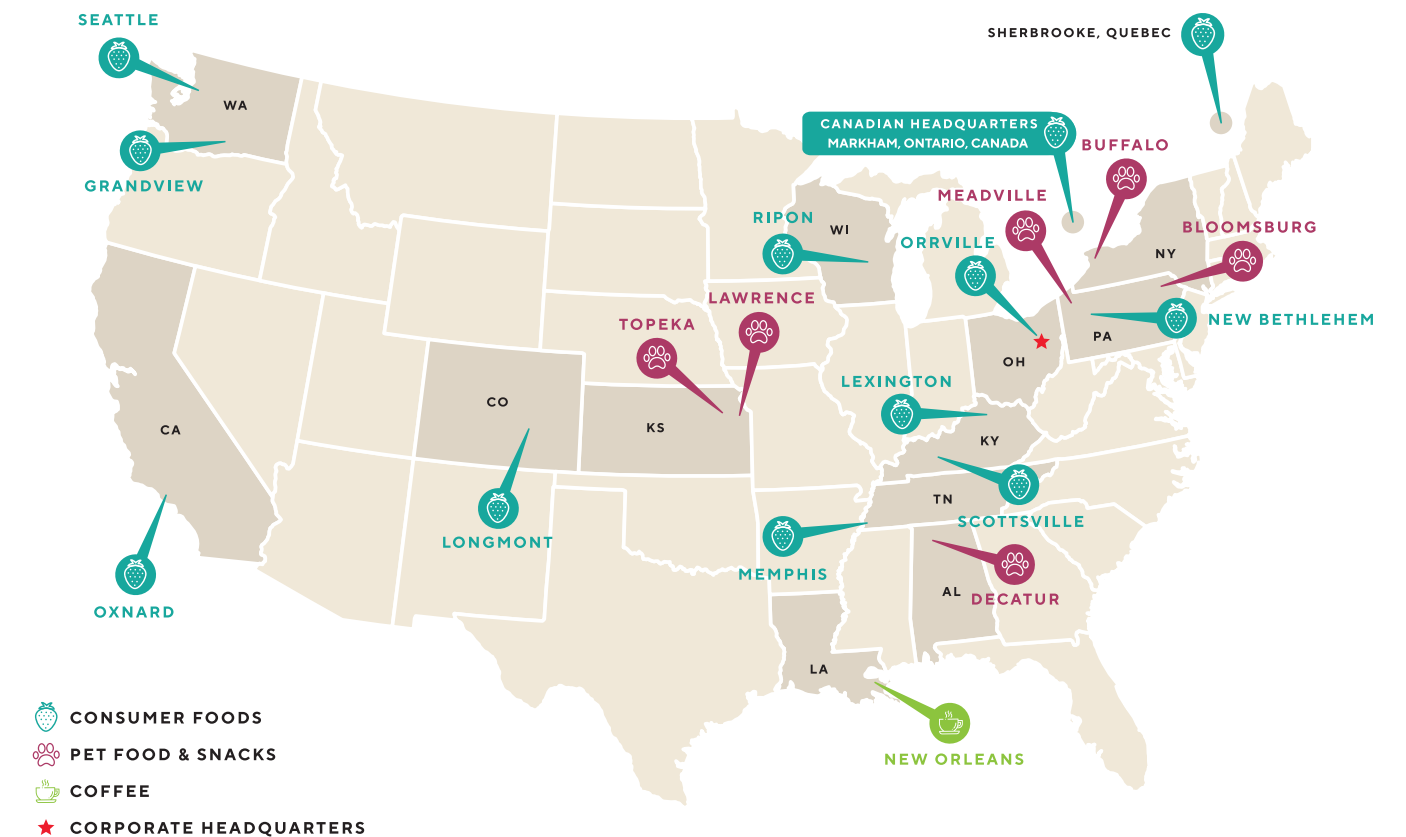 SEATTLE
SHERBROOKE, QUEBEC
WA
CANADIAN HEADQUARTERS
MARKHAM, ONTARIO, CANADA
BUFFALO
GRANDVIEW
MEADVILLE
RIPON
WI
ORRVILLE
NY
BLOOMSBURG
LAWRENCE
TOPEKA
NEW BETHLEHEM
PA
OH
LEXINGTON
CO
CA
KS
KY
TN
SCOTTSVILLE
LONGMONT
MEMPHIS
AL
DECATUR
OXNARD
LA
CONSUMER FOODS
PET FOOD & SNACKS
NEW ORLEANS
COFFEE
CORPORATE HEADQUARTERS